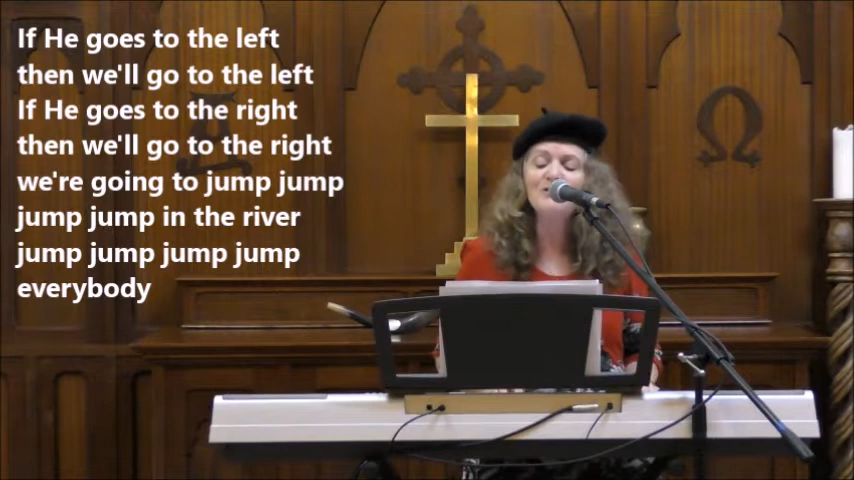 If He goes to the left
then we'll go to the left
If He goes to the right
then we'll go to the right
we're going to jump jump
jump jump in the river
jump jump jump jump
everybody
Ω